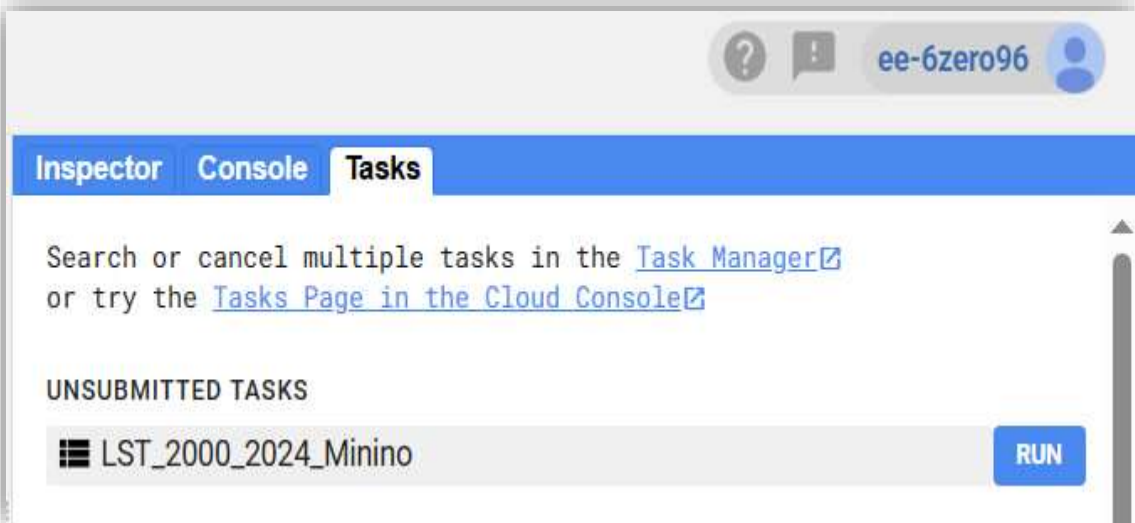 ee-6zero96
Inspector Console Tasks
Search or cancel multiple tasks in the Task Manager
or try the Tasks Page in the Cloud Console
UNSUBMITTED TASKS
LST_2000_2024_Minino
RUN